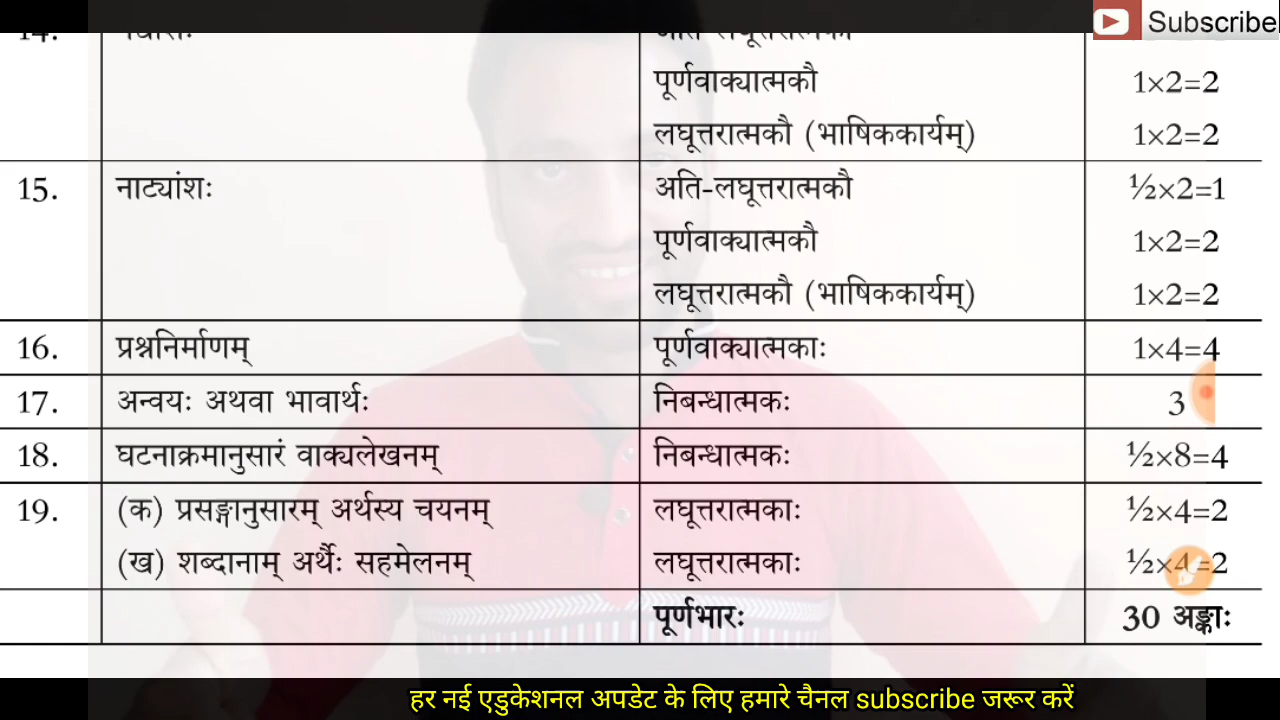 Subscribe
14.
पूर्णवाक्यात्मकौ 1×2=2
लघूत्तरात्मकौ (भाषिककार्यम्) 1×2=2
15. नाट्यांशः अति-लघूत्तरात्मकौ ½×2=1
पूर्णवाक्यात्मकौ 1×2=2
लघूत्तरात्मकौ (भाषिककार्यम्) 1×2=2
16. प्रश्ननिर्माणम् पूर्णवाक्यात्मकाः 1×4=4
17. अन्वयः अथवा भावार्थः निबन्धात्मकः 3
18. घटनाक्रमानुसारं वाक्यलेखनम् निबन्धात्मकः ½×8=4
19. (क) प्रसङ्गानुसारम् अर्थस्य चयनम् लघूत्तरात्मकाः ½×4=2
(ख) शब्दानाम् अर्थैः सहमेलनम् लघूत्तरात्मकाः ½×4=2
पूर्णभारः 30 अङ्काः
हर नई एडुकेशनल अपडेट के लिए हमारे चैनल subscribe जरूर करें